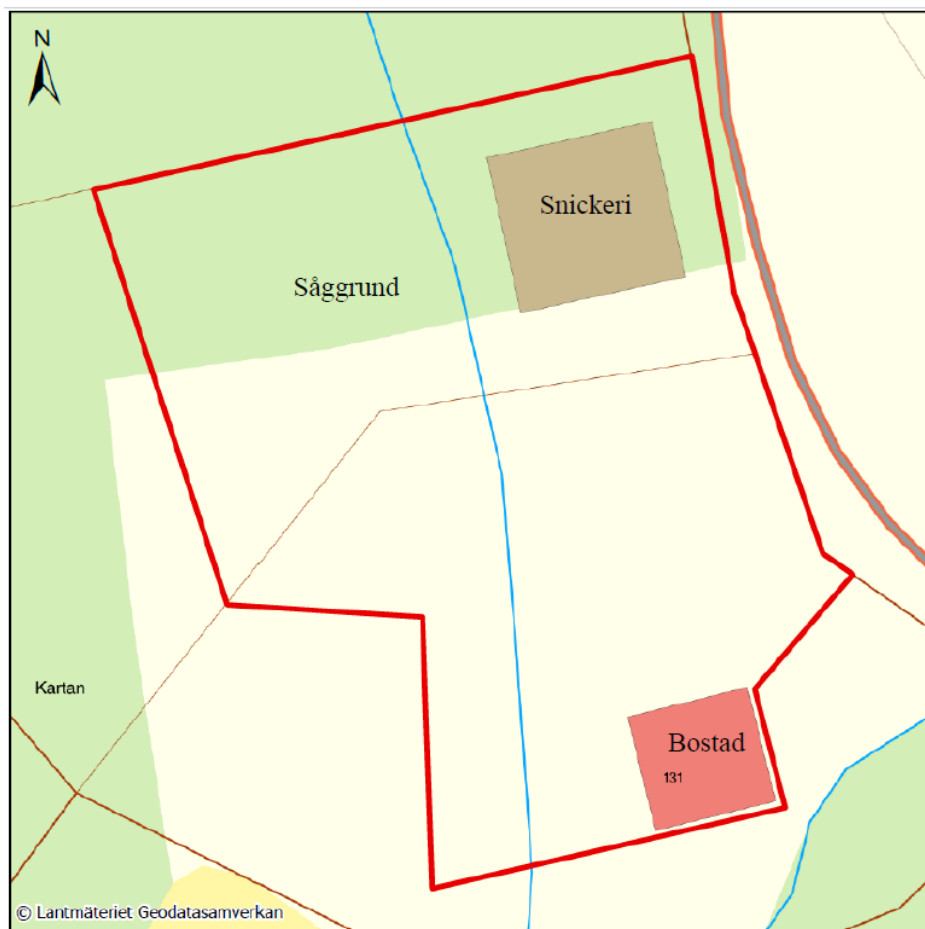 N
Snickeri
Såggrund
Kartan
Bostad
131
© Lantmäteriet Geodatasamverkan